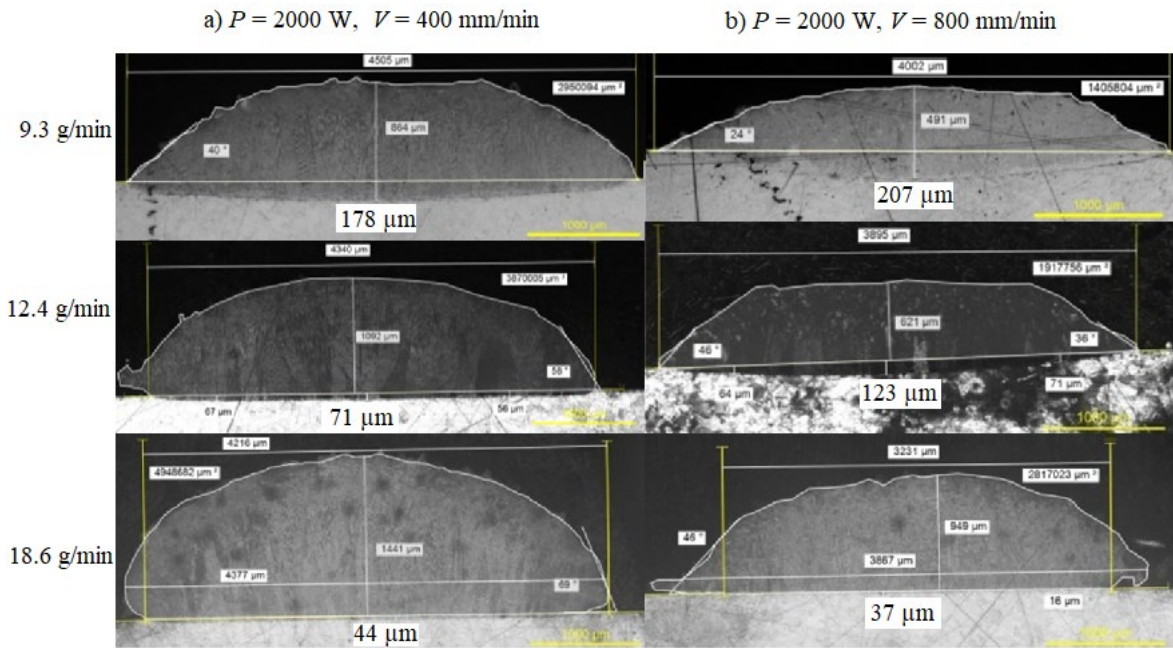 a) P = 2000 W, V = 400 mm/min
b) P = 2000 W, V = 800 mm/min
9.3 g/min
4505 µm
2950094 µm²
864 µm
40 °
178 µm
1000 µm
4002 µm
1405804 µm²
491 µm
24 °
207 µm
1000 µm
12.4 g/min
4340 µm
3870005 µm²
1092 µm
58 °
67 µm
71 µm
56 µm
3895 µm
1917756 µm²
621 µm
46 °
36 °
64 µm
123 µm
71 µm
1000 µm
18.6 g/min
4216 µm
4948682 µm²
1441 µm
4377 µm
69 °
44 µm
1000 µm
3231 µm
2817023 µm²
46 °
949 µm
3867 µm
37 µm
16 µm